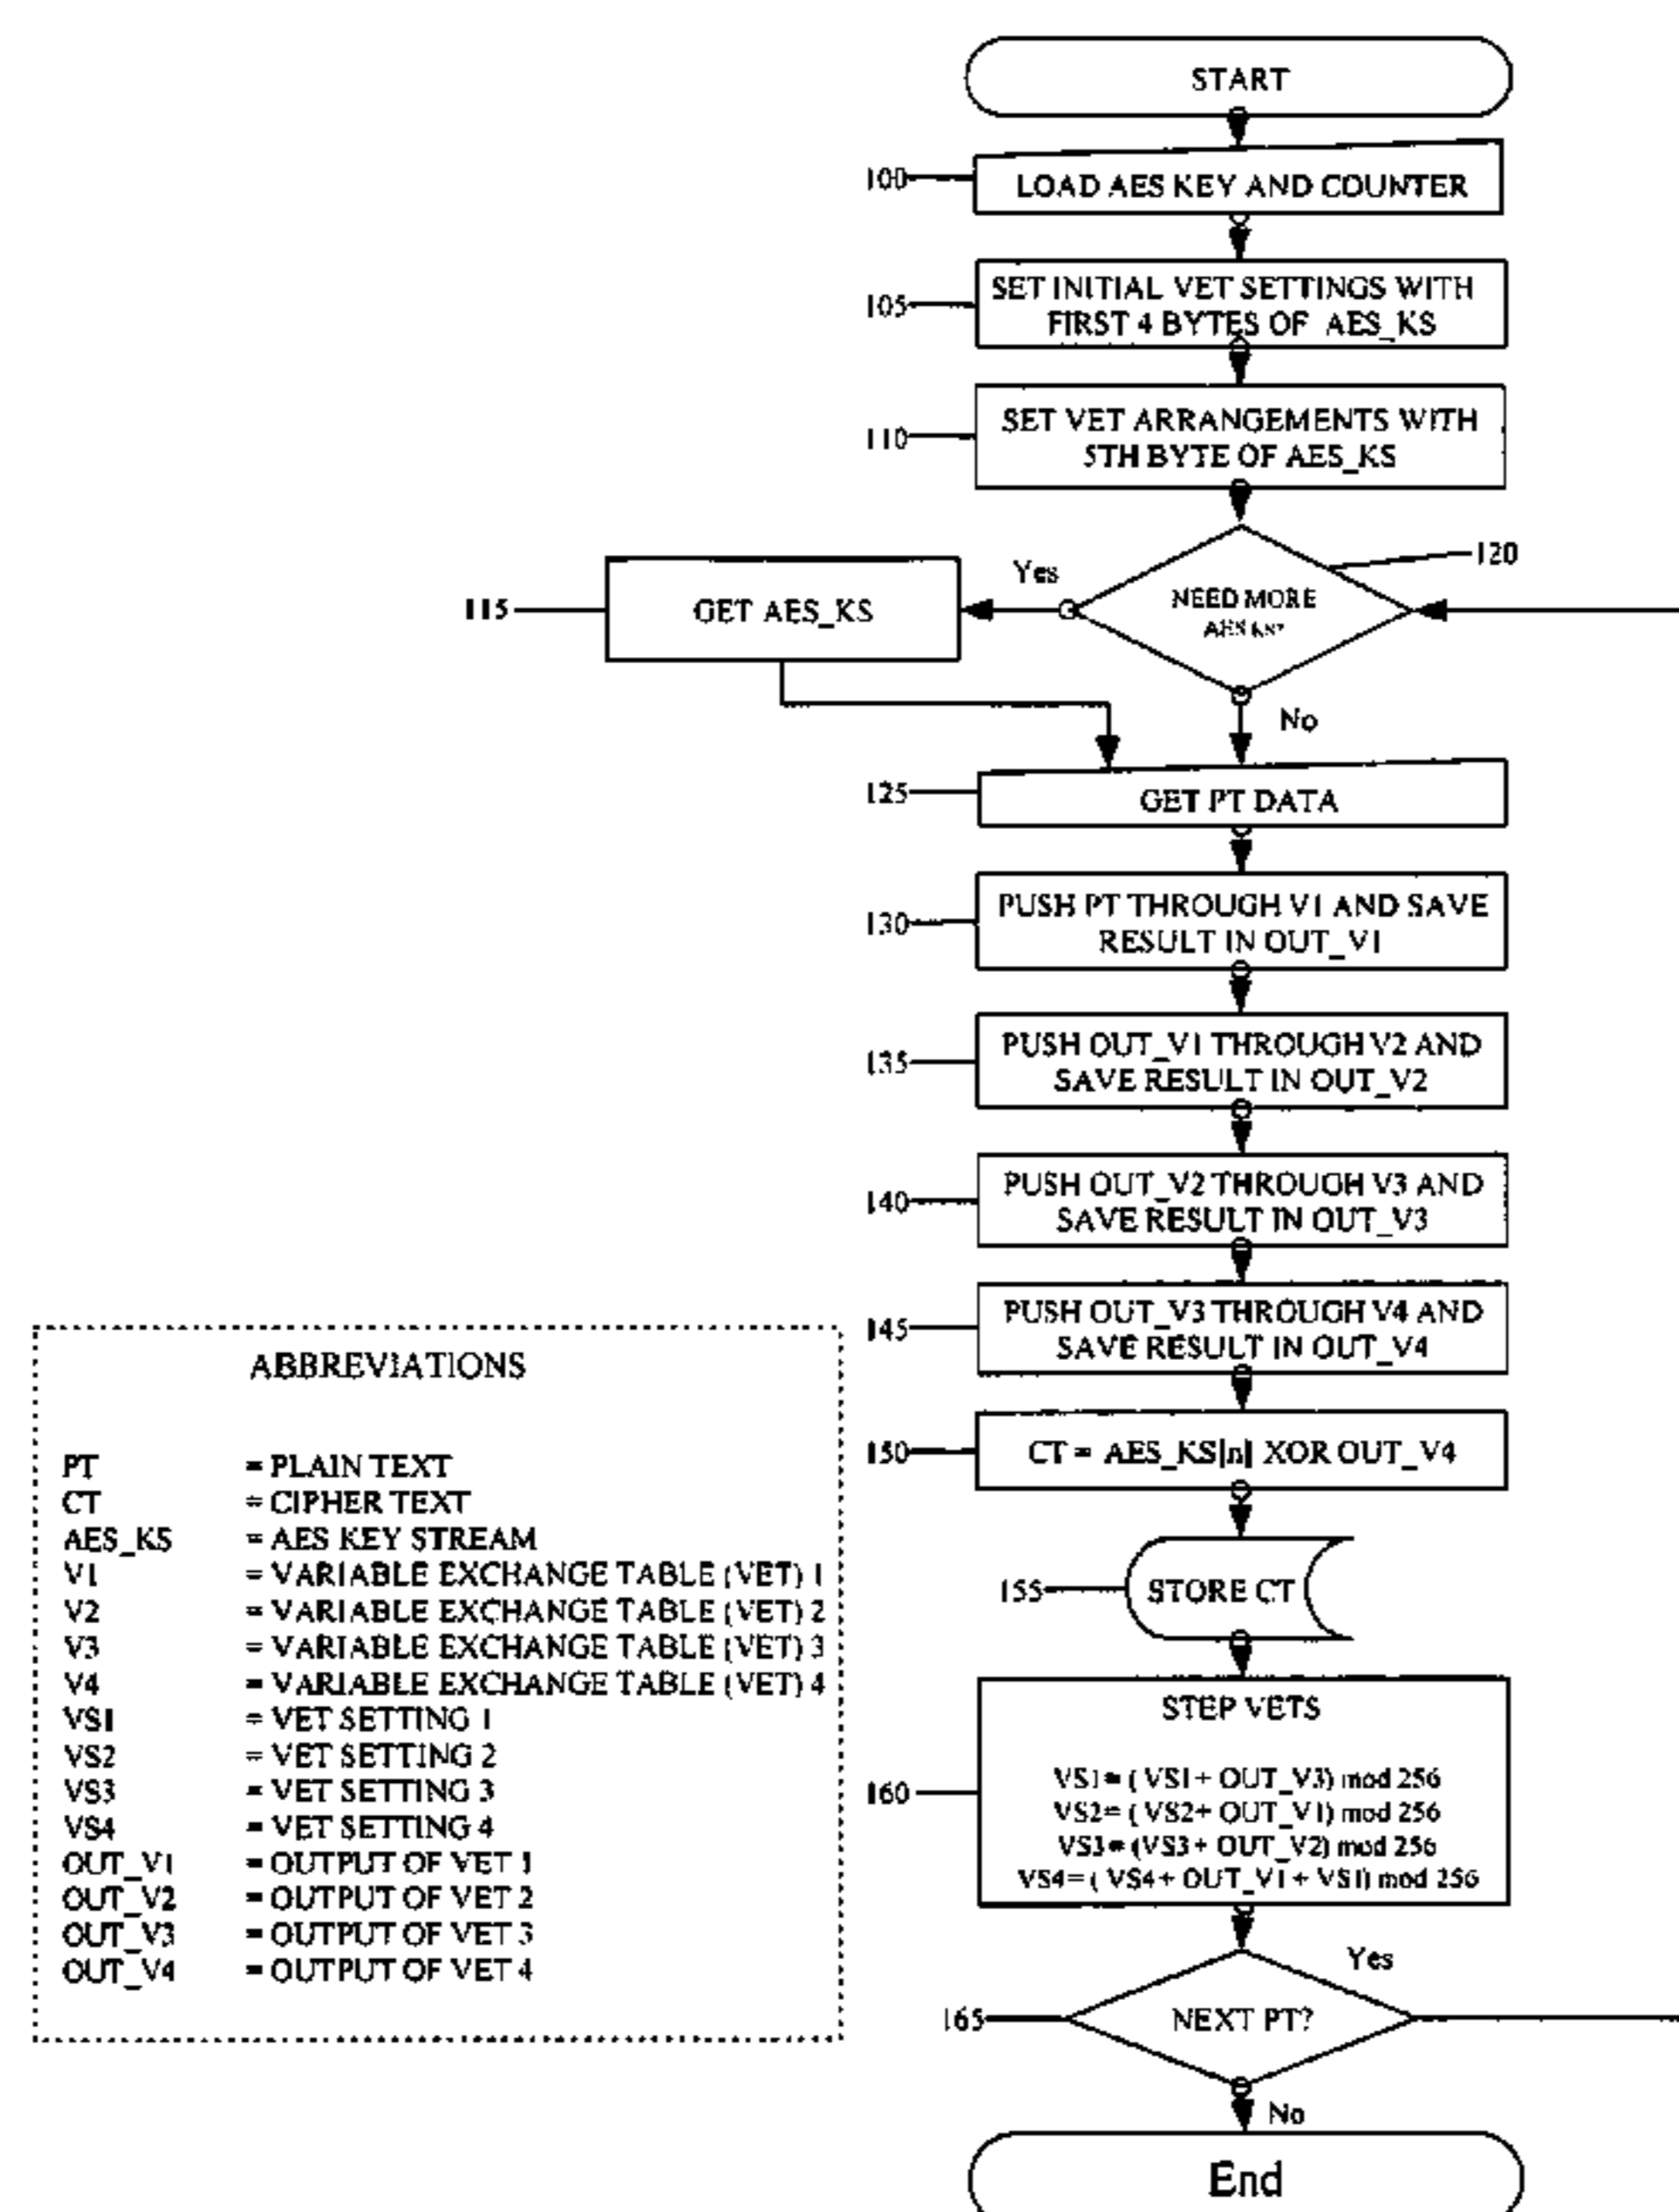 START
100
LOAD AES KEY AND COUNTER
105
SET INITIAL VET SETTINGS WITH
FIRST 4 BYTES OF AES_KS
110
SET VET ARRANGEMENTS WITH
5TH BYTE OF AES_KS
120
Yes
115
GET AES_KS
NEED MORE
AES KS?
No
125
GET PT DATA
130
PUSH PT THROUGH V1 AND SAVE
RESULT IN OUT_V1
135
PUSH OUT_V1 THROUGH V2 AND
SAVE RESULT IN OUT_V2
140
PUSH OUT_V2 THROUGH V3 AND
SAVE RESULT IN OUT_V3
145
PUSH OUT_V3 THROUGH V4 AND
SAVE RESULT IN OUT_V4
150
CT = AES_KS[n] XOR OUT_V4
155
STORE CT
160
STEP VETS
VS1= ( VS1+ OUT_V3) mod 256
VS2= ( VS2+ OUT_V1) mod 256
VS3= (VS3+ OUT_V2) mod 256
VS4= ( VS4+ OUT_V1 + VS1) mod 256
Yes
165
NEXT PT?
No
End
ABBREVIATIONS
PT = PLAIN TEXT
CT = CIPHER TEXT
AES_KS = AES KEY STREAM
V1 = VARIABLE EXCHANGE TABLE (VET) 1
V2 = VARIABLE EXCHANGE TABLE (VET) 2
V3 = VARIABLE EXCHANGE TABLE (VET) 3
V4 = VARIABLE EXCHANGE TABLE (VET) 4
VS1 = VET SETTING 1
VS2 = VET SETTING 2
VS3 = VET SETTING 3
VS4 = VET SETTING 4
OUT_V1 = OUTPUT OF VET 1
OUT_V2 = OUTPUT OF VET 2
OUT_V3 = OUTPUT OF VET 3
OUT_V4 = OUTPUT OF VET 4